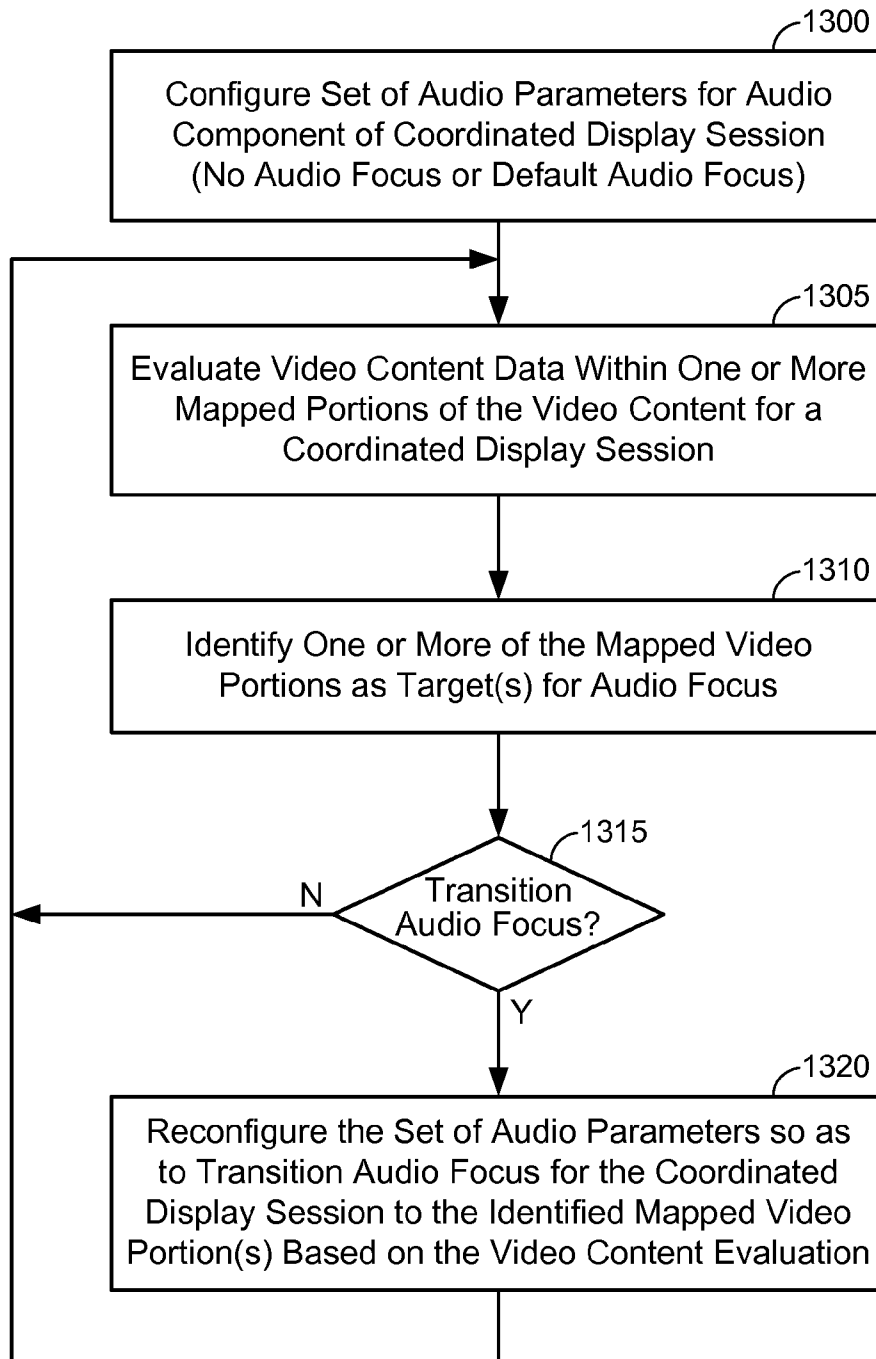 1300
Configure Set of Audio Parameters for Audio
Component of Coordinated Display Session
(No Audio Focus or Default Audio Focus)
1305
Evaluate Video Content Data Within One or More
Mapped Portions of the Video Content for a
Coordinated Display Session
1310
Identify One or More of the Mapped Video
Portions as Target(s) for Audio Focus
1315
Transition
Audio Focus?
N
Y
1320
Reconfigure the Set of Audio Parameters so as
to Transition Audio Focus for the Coordinated
Display Session to the Identified Mapped Video
Portion(s) Based on the Video Content Evaluation